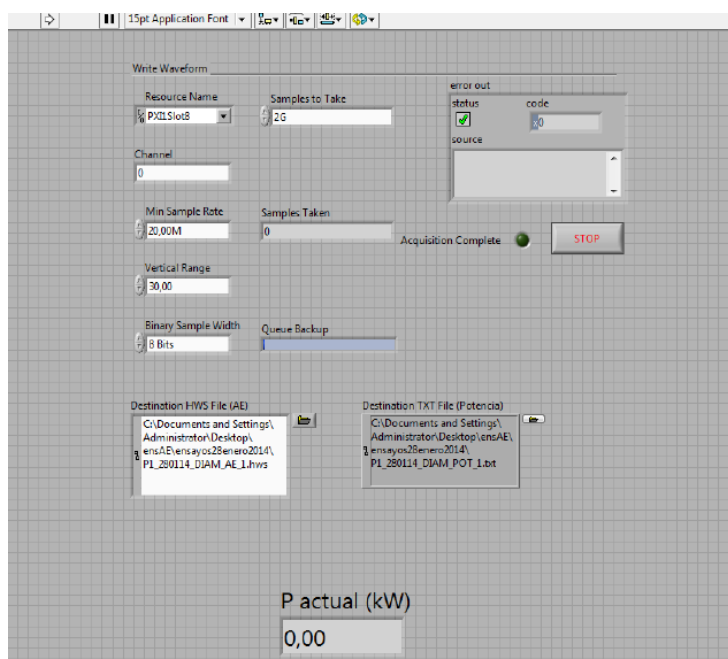 15pt Application Font
Write Waveform
Resource Name
Samples to Take
error out
status
code
PXI1Slot8
2G
x0
source
Channel
0
Min Sample Rate
Samples Taken
20,00M
0
Acquisition Complete
STOP
Vertical Range
30,00
Binary Sample Width
Queue Backup
8 Bits
Destination HWS File (AE)
C:\Documents and Settings\
Administrator\Desktop\
ensAE\ensayos28enero2014\
P1_280114_DIAM_AE_1.hws
Destination TXT File (Potencia)
C:\Documents and Settings\
Administrator\Desktop\ensAE\
ensayos28enero2014\
P1_280114_DIAM_POT_1.txt
P actual (kW)
0,00